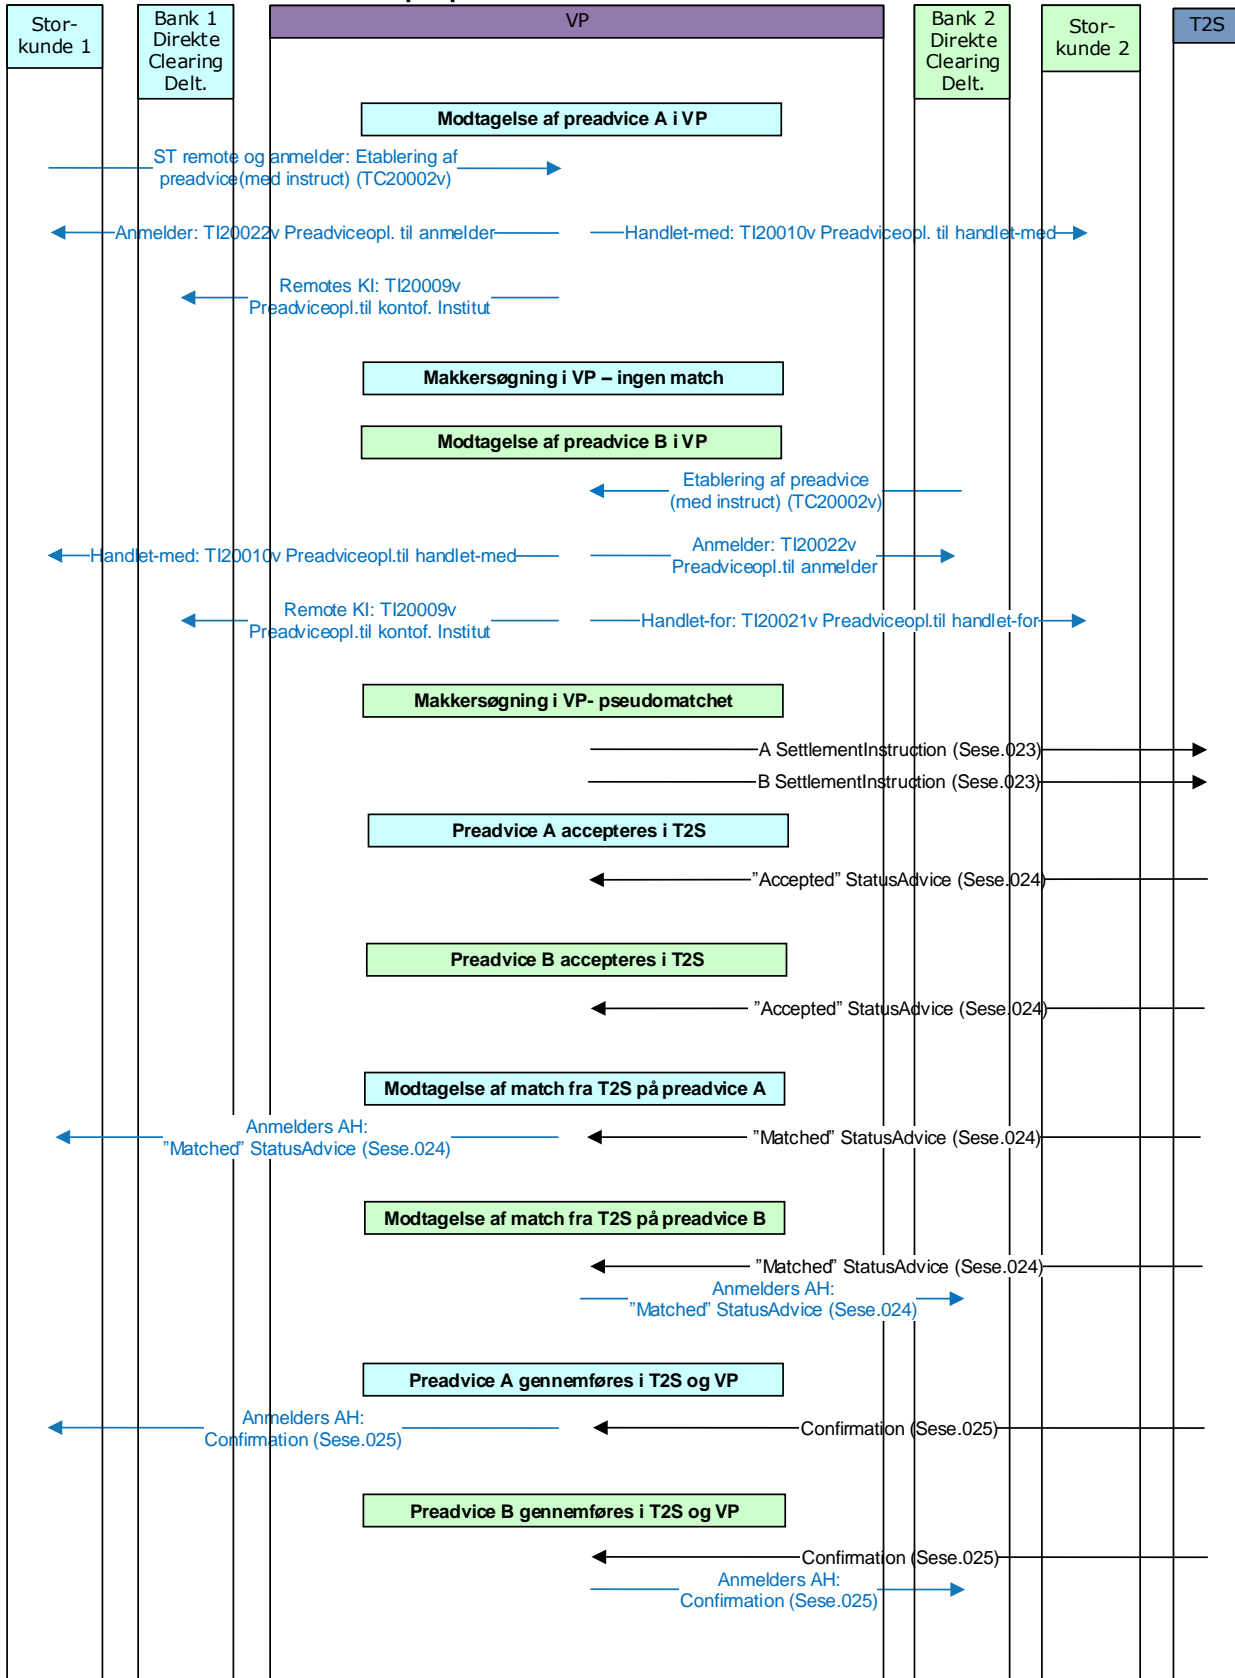 Stor-
kunde 1
Bank 1
Direkte
Clearing
Delt.
VP
Bank 2
Direkte
Clearing
Delt.
Stor-
kunde 2
T2S
Modtagelse af preadvice A i VP
ST remote og anmelder: Etablering af
preadvice(med instruct) (TC20002v)
Anmelder: TI20022v Preadviceopl. til anmelder
Handlet-med: TI20010v Preadviceopl. til handlet-med
Remotes KI: TI20009v
Preadviceopl.til kontof. Institut
Makkersøgning i VP – ingen match
Modtagelse af preadvice B i VP
Etablering af preadvice
(med instruct) (TC20002v)
Handlet-med: TI20010v Preadviceopl.til handlet-med
Anmelder: TI20022v
Preadviceopl.til anmelder
Remote KI: TI20009v
Preadviceopl.til kontof. Institut
Handlet-for: TI20021v Preadviceopl.til handlet-for
Makkersøgning i VP- pseudomatchet
A SettlementInstruction (Sese.023)
B SettlementInstruction (Sese.023)
Preadvice A accepteres i T2S
”Accepted” StatusAdvice (Sese.024)
Preadvice B accepteres i T2S
”Accepted” StatusAdvice (Sese.024)
Modtagelse af match fra T2S på preadvice A
Anmelders AH:
”Matched” StatusAdvice (Sese.024)
”Matched” StatusAdvice (Sese.024)
Modtagelse af match fra T2S på preadvice B
”Matched” StatusAdvice (Sese.024)
Anmelders AH:
”Matched” StatusAdvice (Sese.024)
Preadvice A gennemføres i T2S og VP
Anmelders AH:
Confirmation (Sese.025)
Confirmation (Sese.025)
Preadvice B gennemføres i T2S og VP
Confirmation (Sese.025)
Anmelders AH:
Confirmation (Sese.025)